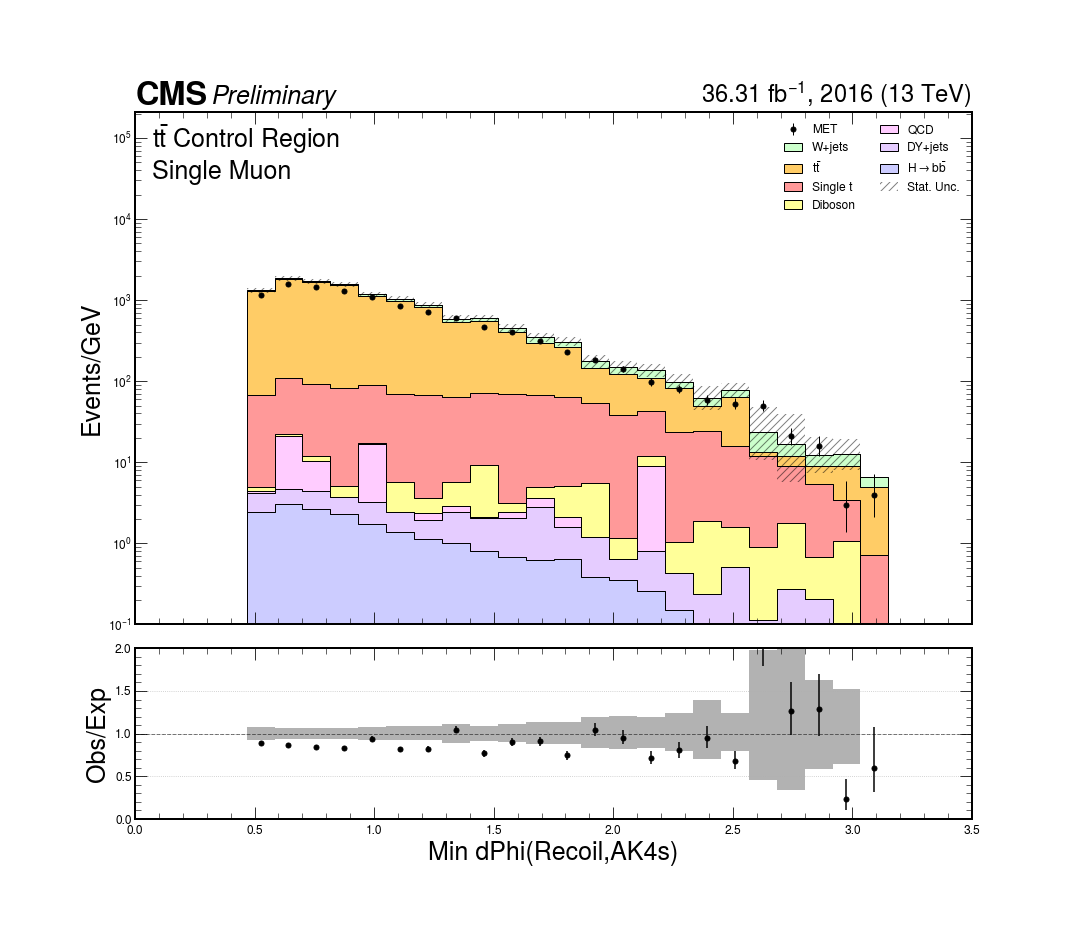 CMS Preliminary
36.31 fb⁻¹, 2016 (13 TeV)
tt̄ Control Region
Single Muon
MET
W+jets
tt̄
Single t
Diboson
QCD
DY+jets
H→bb̄
Stat. Unc.
Events/GeV
10⁵
10⁴
10³
10²
10¹
10⁰
10⁻¹
Obs/Exp
2.0
1.5
1.0
0.5
0.0
0.0 0.5 1.0 1.5 2.0 2.5 3.0 3.5
Min dPhi(Recoil,AK4s)